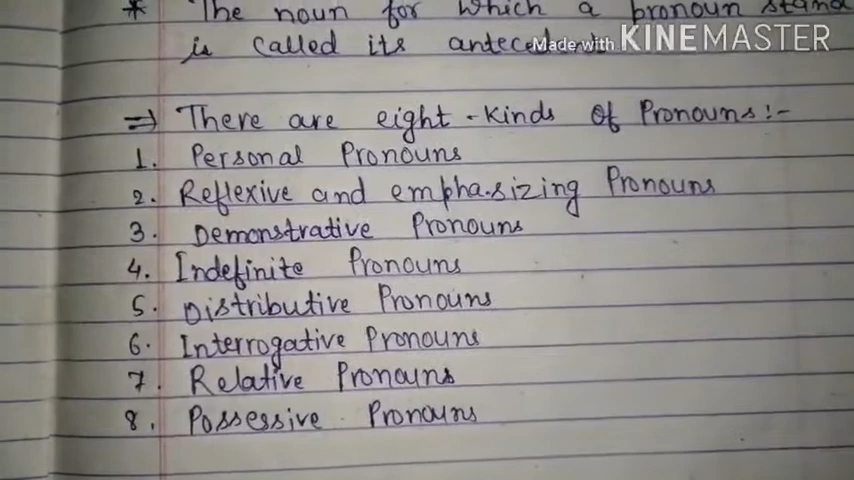 * The noun for which a pronoun stand
is called its antecedent
Made with KINEMASTER
⇒ There are eight - kinds of Pronouns :-
1. Personal Pronouns
2. Reflexive and emphasizing Pronouns
3. Demonstrative Pronouns
4. Indefinite Pronouns
5. Distributive Pronouns
6. Interrogative Pronouns
7. Relative Pronouns
8. Possessive Pronouns